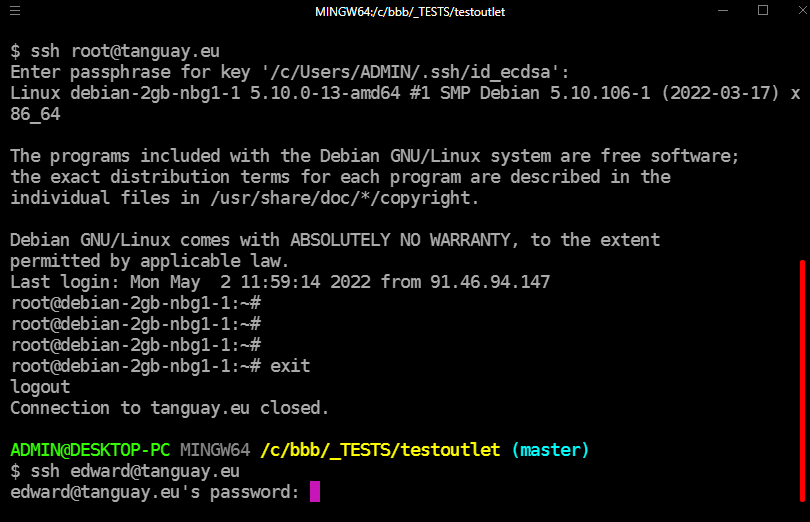 MINGW64:/c/bbb/_TESTS/testoutlet
$ ssh root@tanguay.eu
Enter passphrase for key '/c/Users/ADMIN/.ssh/id_ecdsa':
Linux debian-2gb-nbg1-1 5.10.0-13-amd64 #1 SMP Debian 5.10.106-1 (2022-03-17) x
86_64
The programs included with the Debian GNU/Linux system are free software;
the exact distribution terms for each program are described in the
individual files in /usr/share/doc/*/copyright.
Debian GNU/Linux comes with ABSOLUTELY NO WARRANTY, to the extent
permitted by applicable law.
Last login: Mon May  2 11:59:14 2022 from 91.46.94.147
root@debian-2gb-nbg1-1:~#
root@debian-2gb-nbg1-1:~#
root@debian-2gb-nbg1-1:~#
root@debian-2gb-nbg1-1:~# exit
logout
Connection to tanguay.eu closed.
ADMIN@DESKTOP-PC MINGW64 /c/bbb/_TESTS/testoutlet (master)
$ ssh edward@tanguay.eu
edward@tanguay.eu's password: